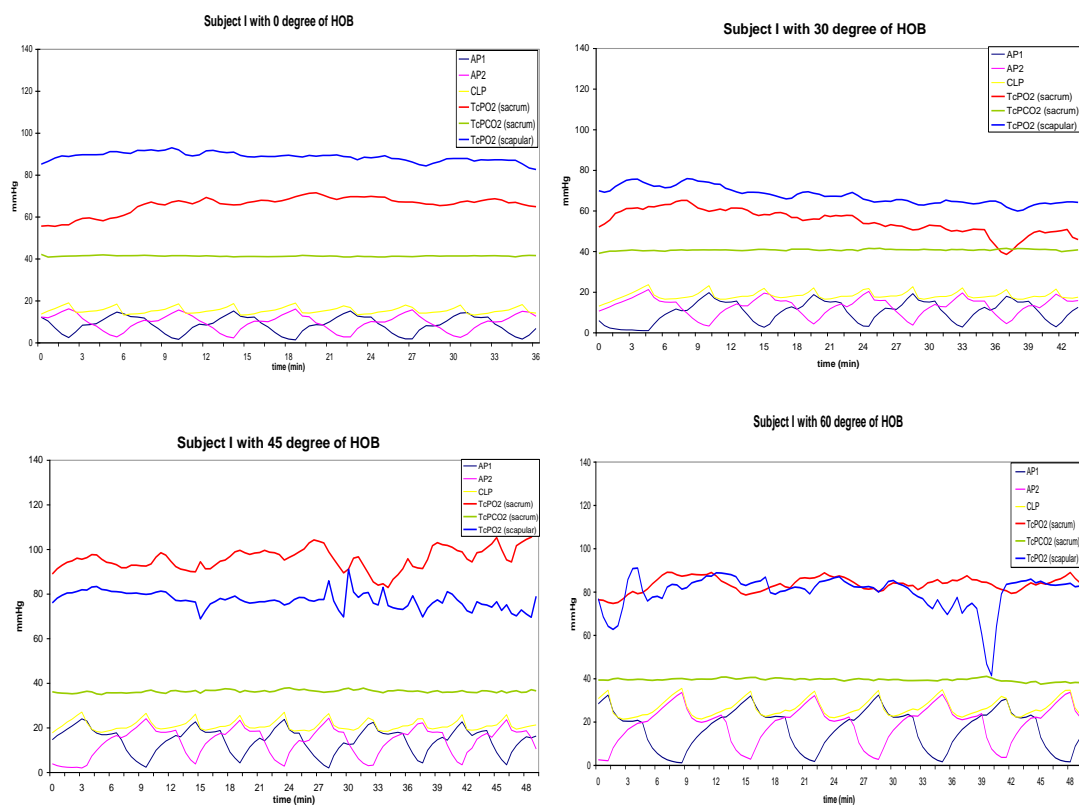 Subject I with 0 degree of HOB
140
120
100
80
60
40
20
0
mmHg
AP1
AP2
CLP
TcPO2 (sacrum)
TcPCO2 (sacrum)
TcPO2 (scapular)
0 3 6 9 12 15 18 21 24 27 30 33 36
time (min)
Subject I with 30 degree of HOB
140
120
100
80
60
40
20
0
mmHg
AP1
AP2
CLP
TcPO2 (sacrum)
TcPCO2 (sacrum)
TcPO2 (scapular)
0 3 6 9 12 15 18 21 24 27 30 33 36 39 42
time (min)
Subject I with 45 degree of HOB
140
120
100
80
60
40
20
0
mmHg
AP1
AP2
CLP
TcPO2 (sacrum)
TcPCO2 (sacrum)
TcPO2 (scapular)
0 3 6 9 12 15 18 21 24 27 30 33 36 39 42 45 48
time (min)
Subject I with 60 degree of HOB
140
120
100
80
60
40
20
0
mmHg
AP1
AP2
CLP
TcPO2 (sacrum)
TcPCO2 (sacrum)
TcPO2 (scapular)
0 3 6 9 12 15 18 21 24 27 30 33 36 39 42 45 48
time (min)